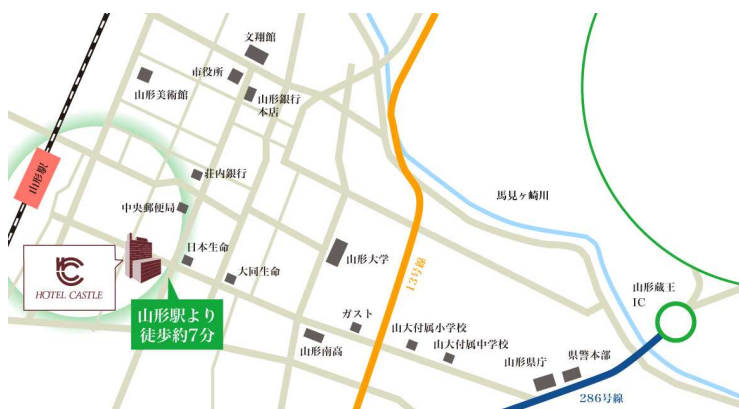 文翔館
市役所
山形美術館
山形銀行
本店
山形駅
荘内銀行
中央郵便局
馬見ヶ崎川
日本生命
山形大学
大同生命
HOTEL CASTLE
13号線
山形蔵王
IC
山形駅より
徒歩約7分
ガスト
山形南高
山大付属小学校
山大付属中学校
県警本部
山形県庁
286号線